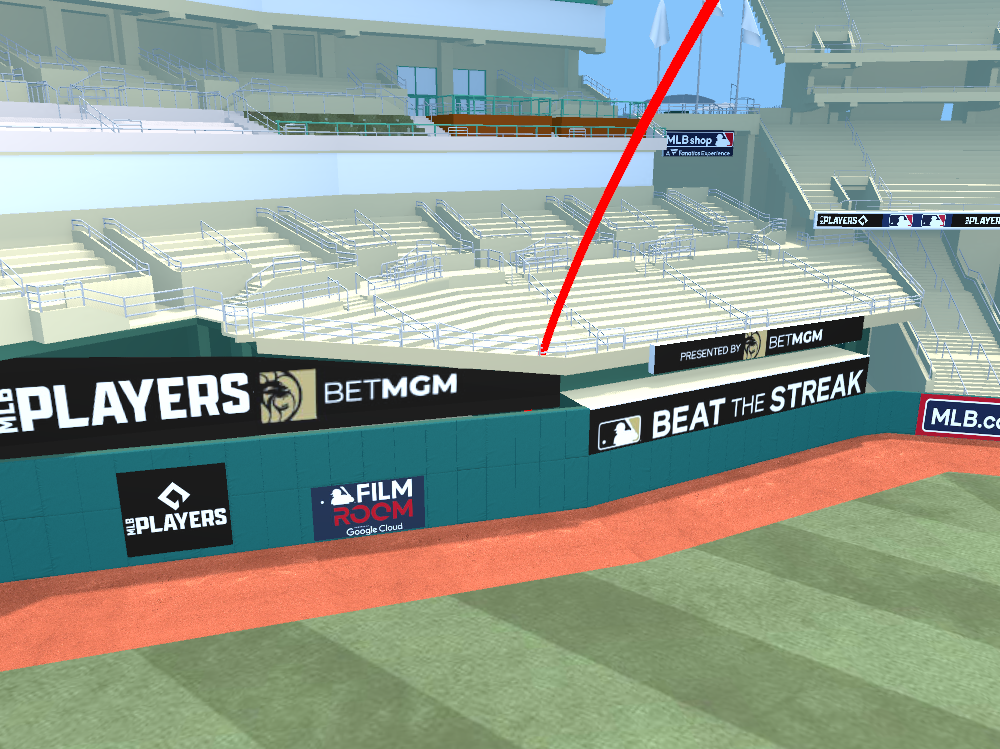 MLB shop
A Fanatics Experience
PLAYERS
PLAYER
PRESENTED BY BETMGM
MLB PLAYERS BETMGM
BEAT THE STREAK
MLB.co
MLB PLAYERS
FILM
ROOM
Google Cloud